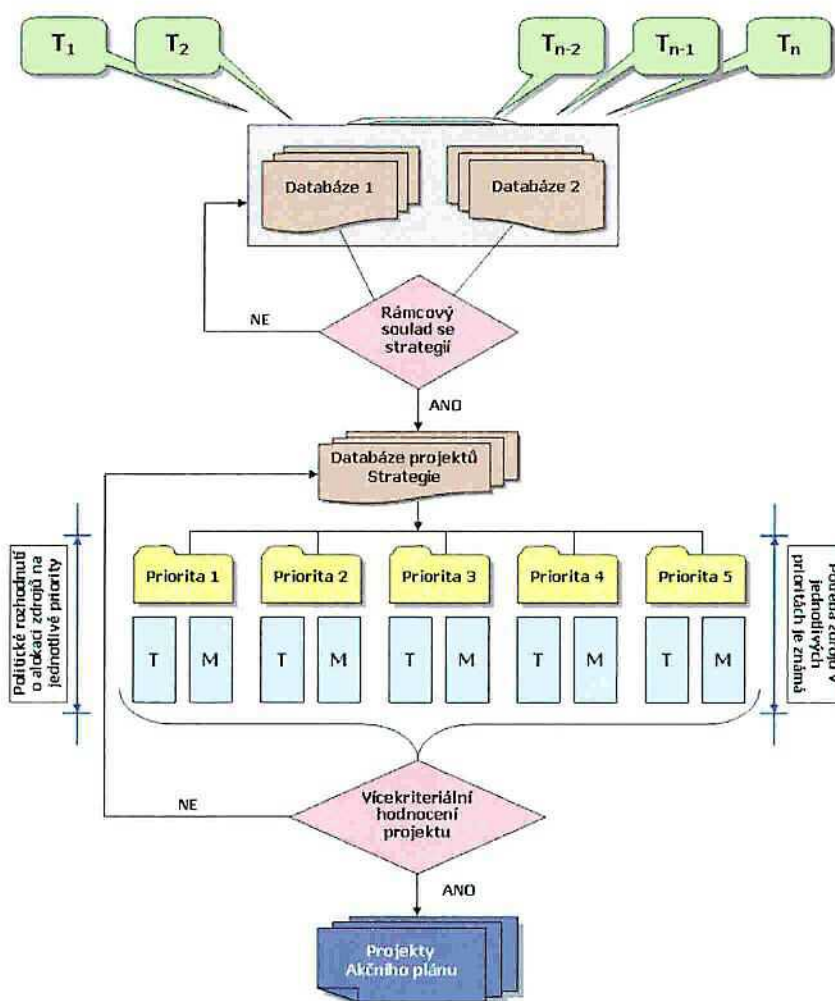 T1
T2
Tn-2
Tn-1
Tn
Databáze 1
Databáze 2
Rámcový
soulad se
strategií
NE
ANO
Databáze projektů
Strategie
Politické rozhodnutí
o alokaci zdrojů na
jednotlivé priority
Priorita 1
Priorita 2
Priorita 3
Priorita 4
Priorita 5
zdrojů v
jednotlivých
prioritách je známá
T
M
T
M
T
M
T
M
T
M
Vícekriteriální
hodnocení
projektu
NE
ANO
Projekty
Akčního plánu